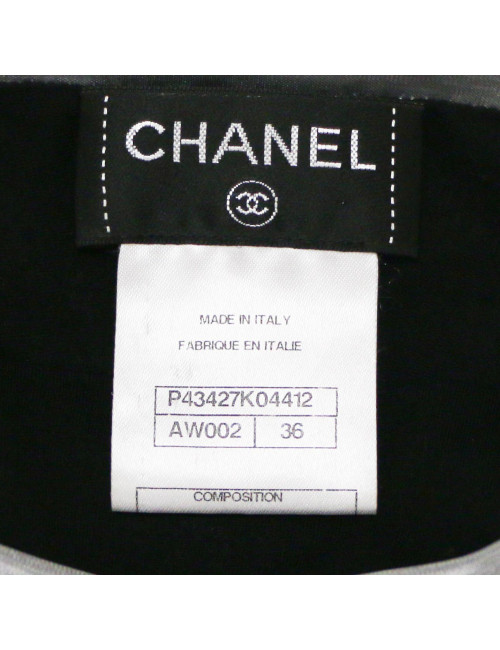 CHANEL
MADE IN ITALY
FABRIQUE EN ITALIE
P43427K04412
AW002 36
COMPOSITION